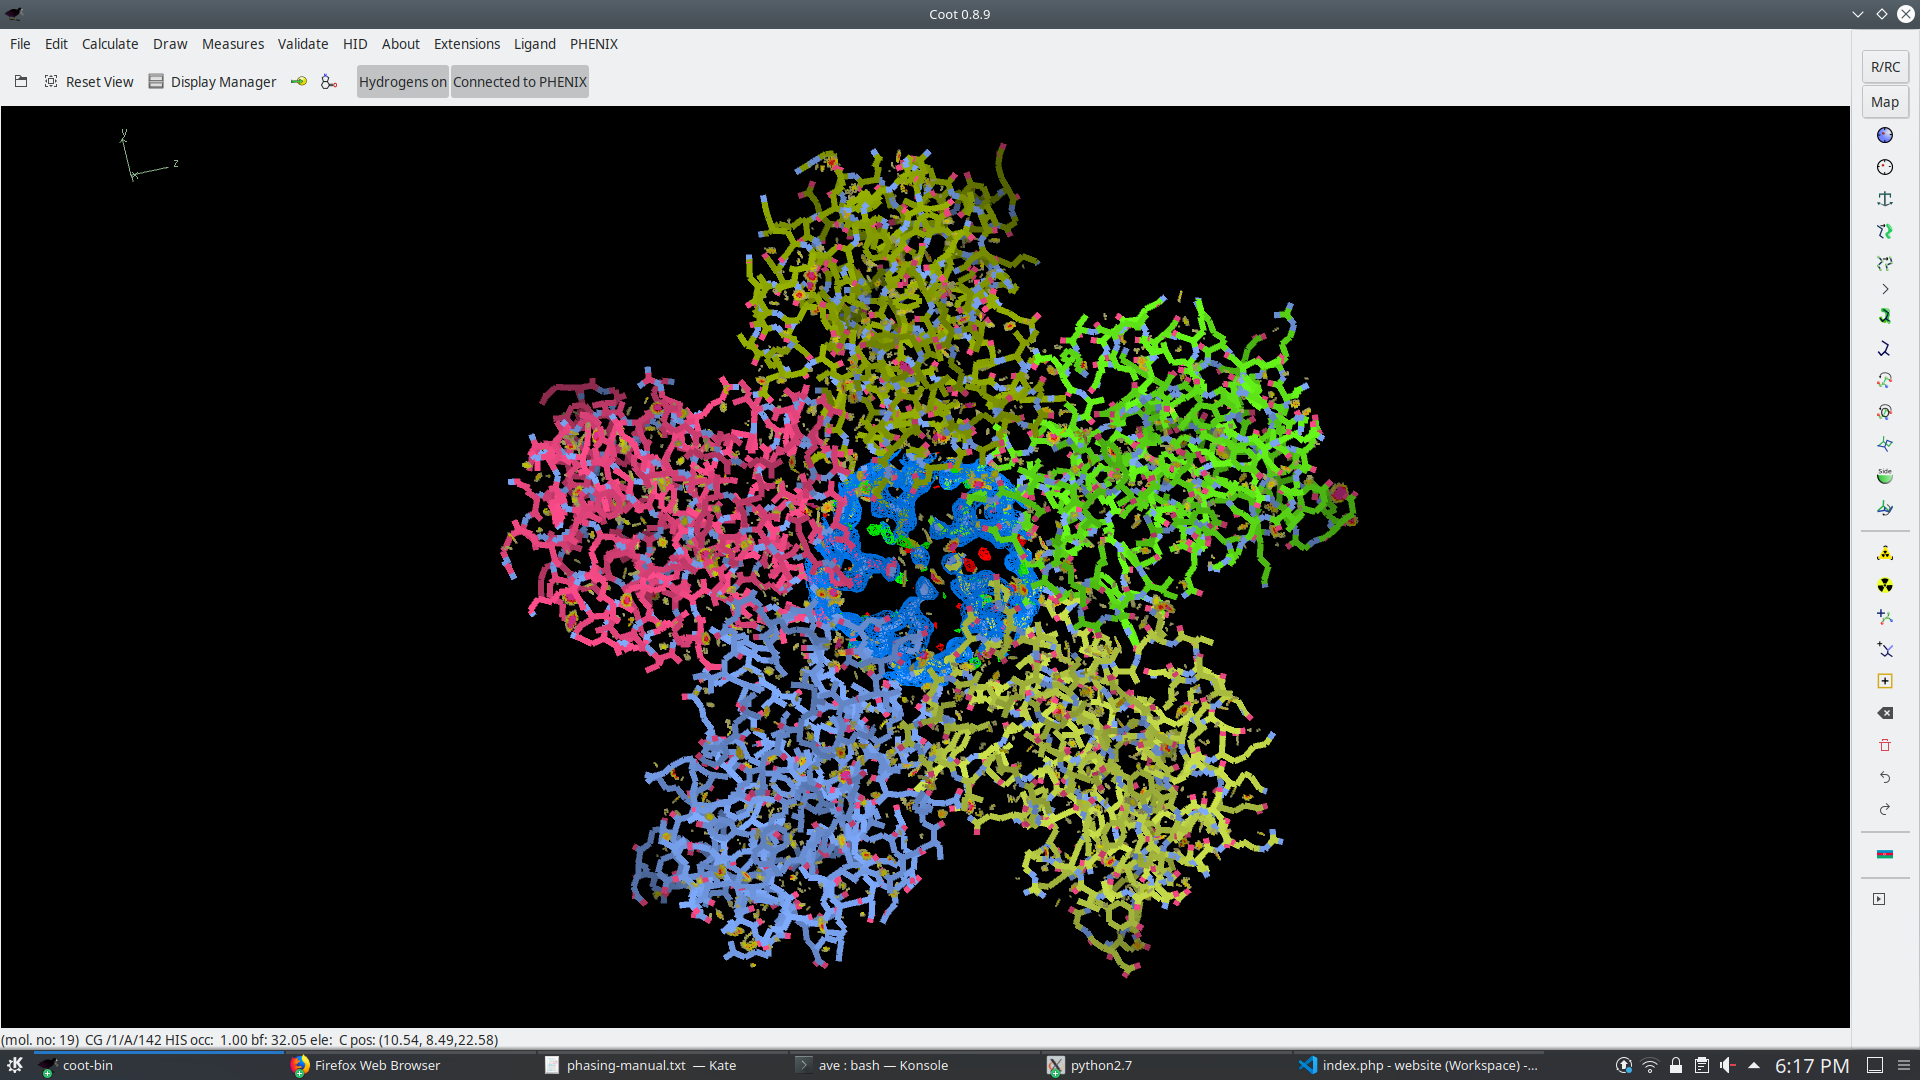 Coot 0.8.9
File Edit Calculate Draw Measures Validate HID About Extensions Ligand PHENIX
Reset View Display Manager Hydrogens on Connected to PHENIX
R/RC
Map
y
z
Side
(mol. no: 19) CG /1/A/142 HIS occ: 1.00 bf: 32.05 ele: C pos: (10.54, 8.49,22.58)
coot-bin Firefox Web Browser phasing-manual.txt — Kate ave : bash — Konsole python2.7 index.php - website (Workspace) -... 6:17 PM